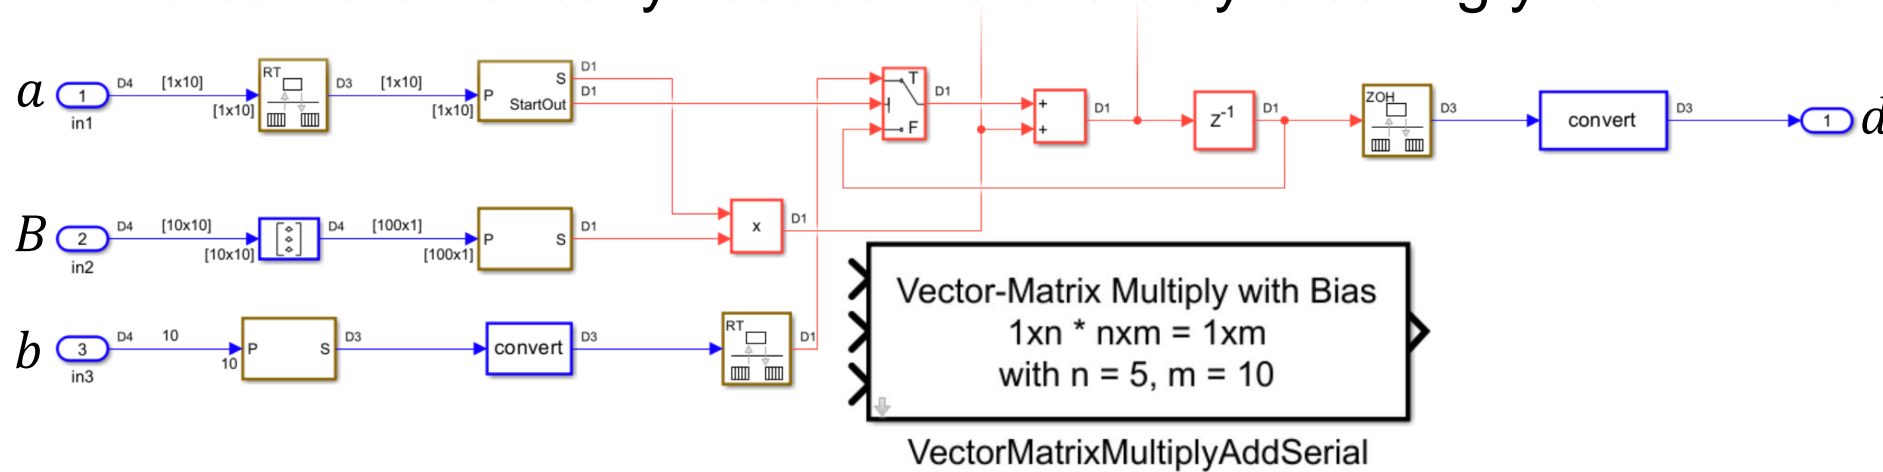 a
1
in1
D4
[1x10]
[1x10]
RT
D3
[1x10]
[1x10]
P
S
StartOut
D1
D1
T
F
D1
+
+
D1
z-1
D1
ZOH
D3
convert
D3
1
d
B
2
in2
D4
[10x10]
[10x10]
D4
[100x1]
[100x1]
P
S
D1
x
D1
b
3
in3
D4
10
10
P
S
D3
convert
D3
RT
D1
Vector-Matrix Multiply with Bias
1xn * nxm = 1xm
with n = 5, m = 10
VectorMatrixMultiplyAddSerial